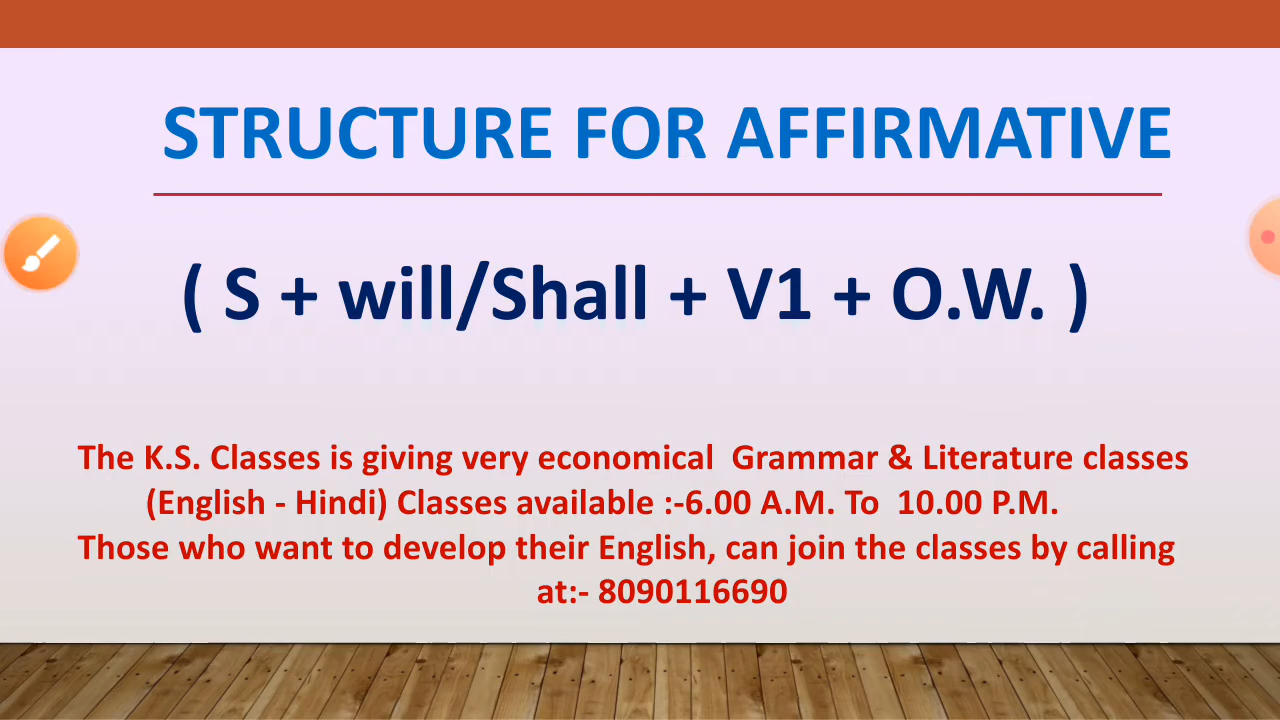 STRUCTURE FOR AFFIRMATIVE
( S + will/Shall + V1 + O.W. )
The K.S. Classes is giving very economical  Grammar & Literature classes
(English - Hindi) Classes available :-6.00 A.M. To  10.00 P.M.
Those who want to develop their English, can join the classes by calling
at:- 8090116690